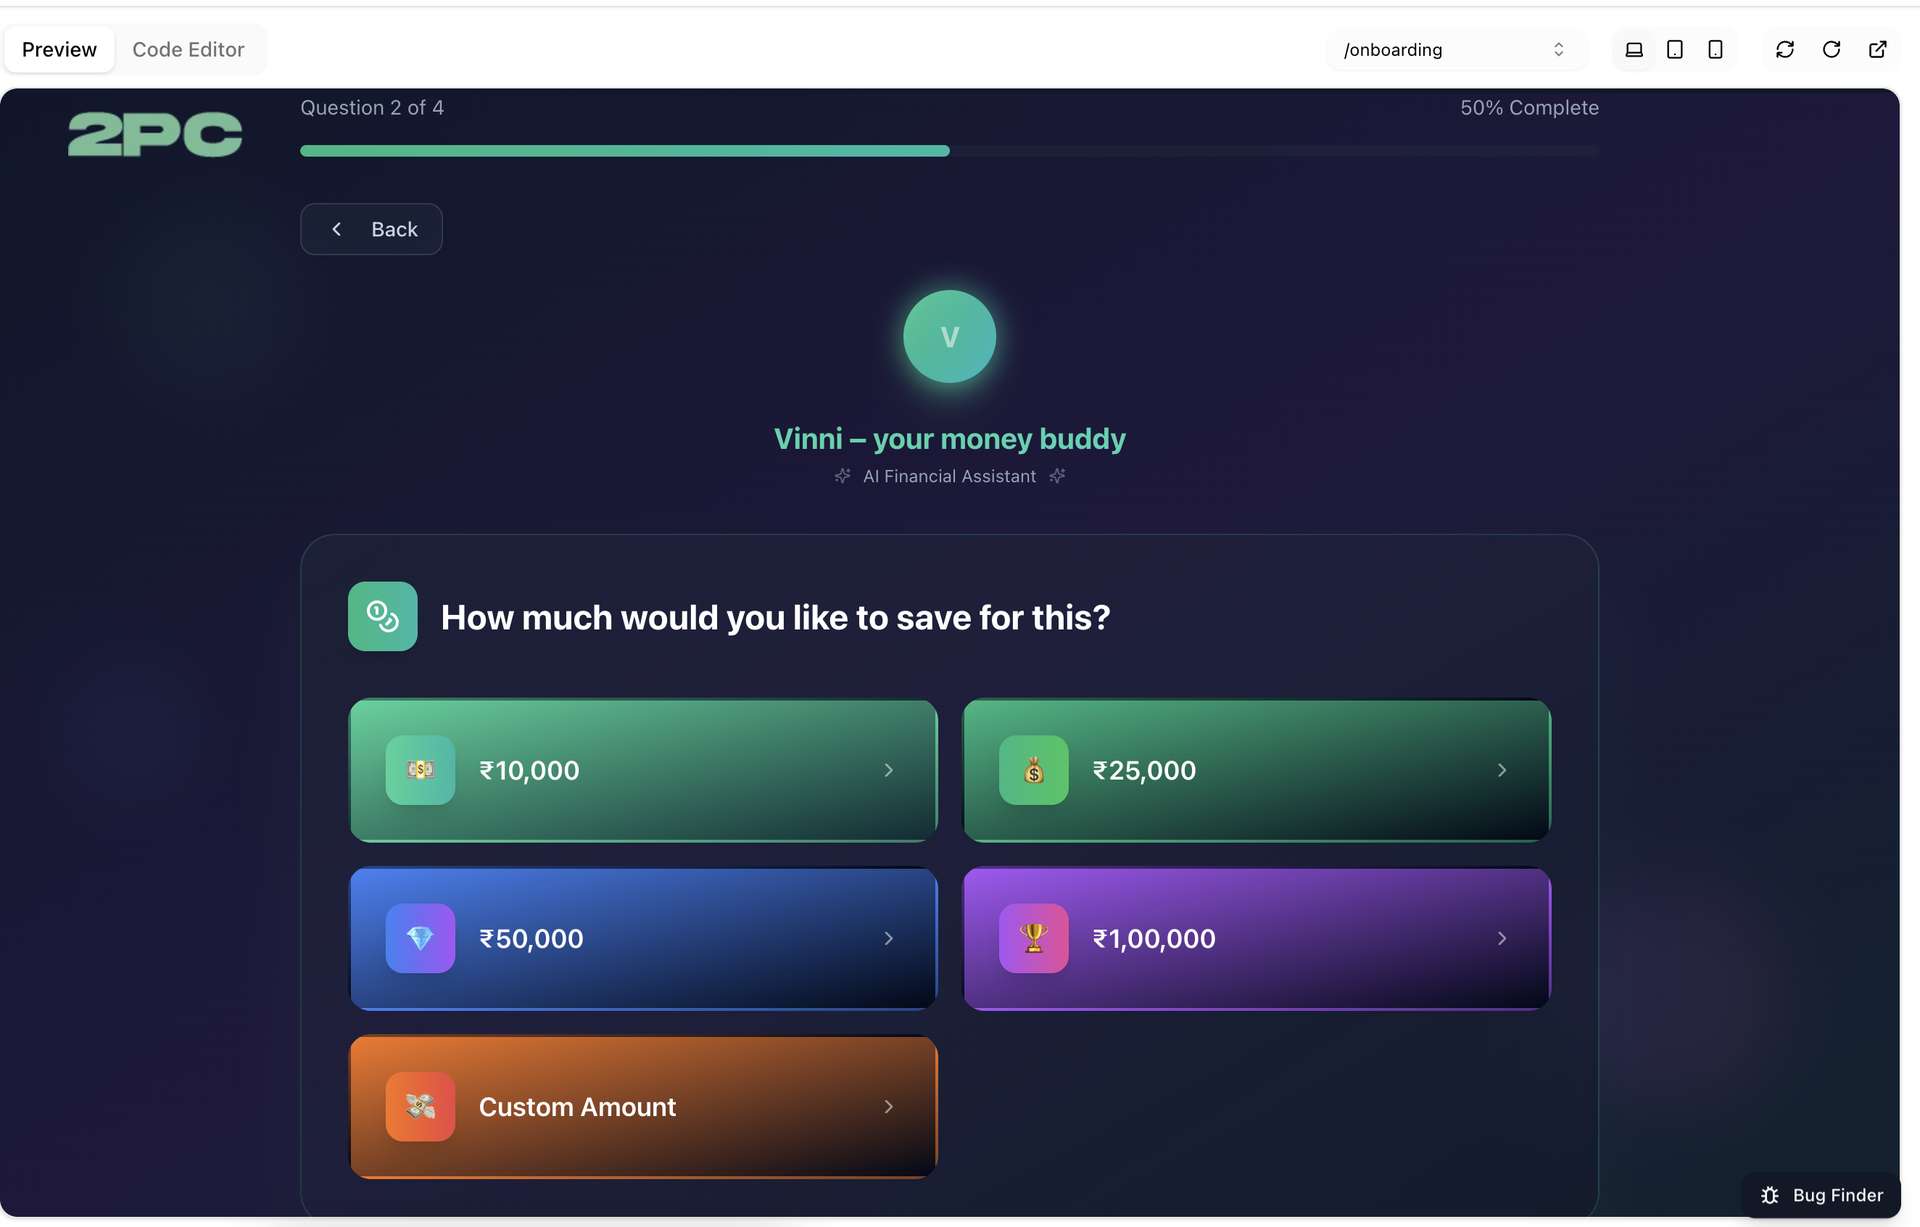 Preview
Code Editor
/onboarding
2PC
Question 2 of 4
50% Complete
Back
V
Vinni – your money buddy
AI Financial Assistant
How much would you like to save for this?
₹10,000
₹25,000
₹50,000
₹1,00,000
Custom Amount
Bug Finder